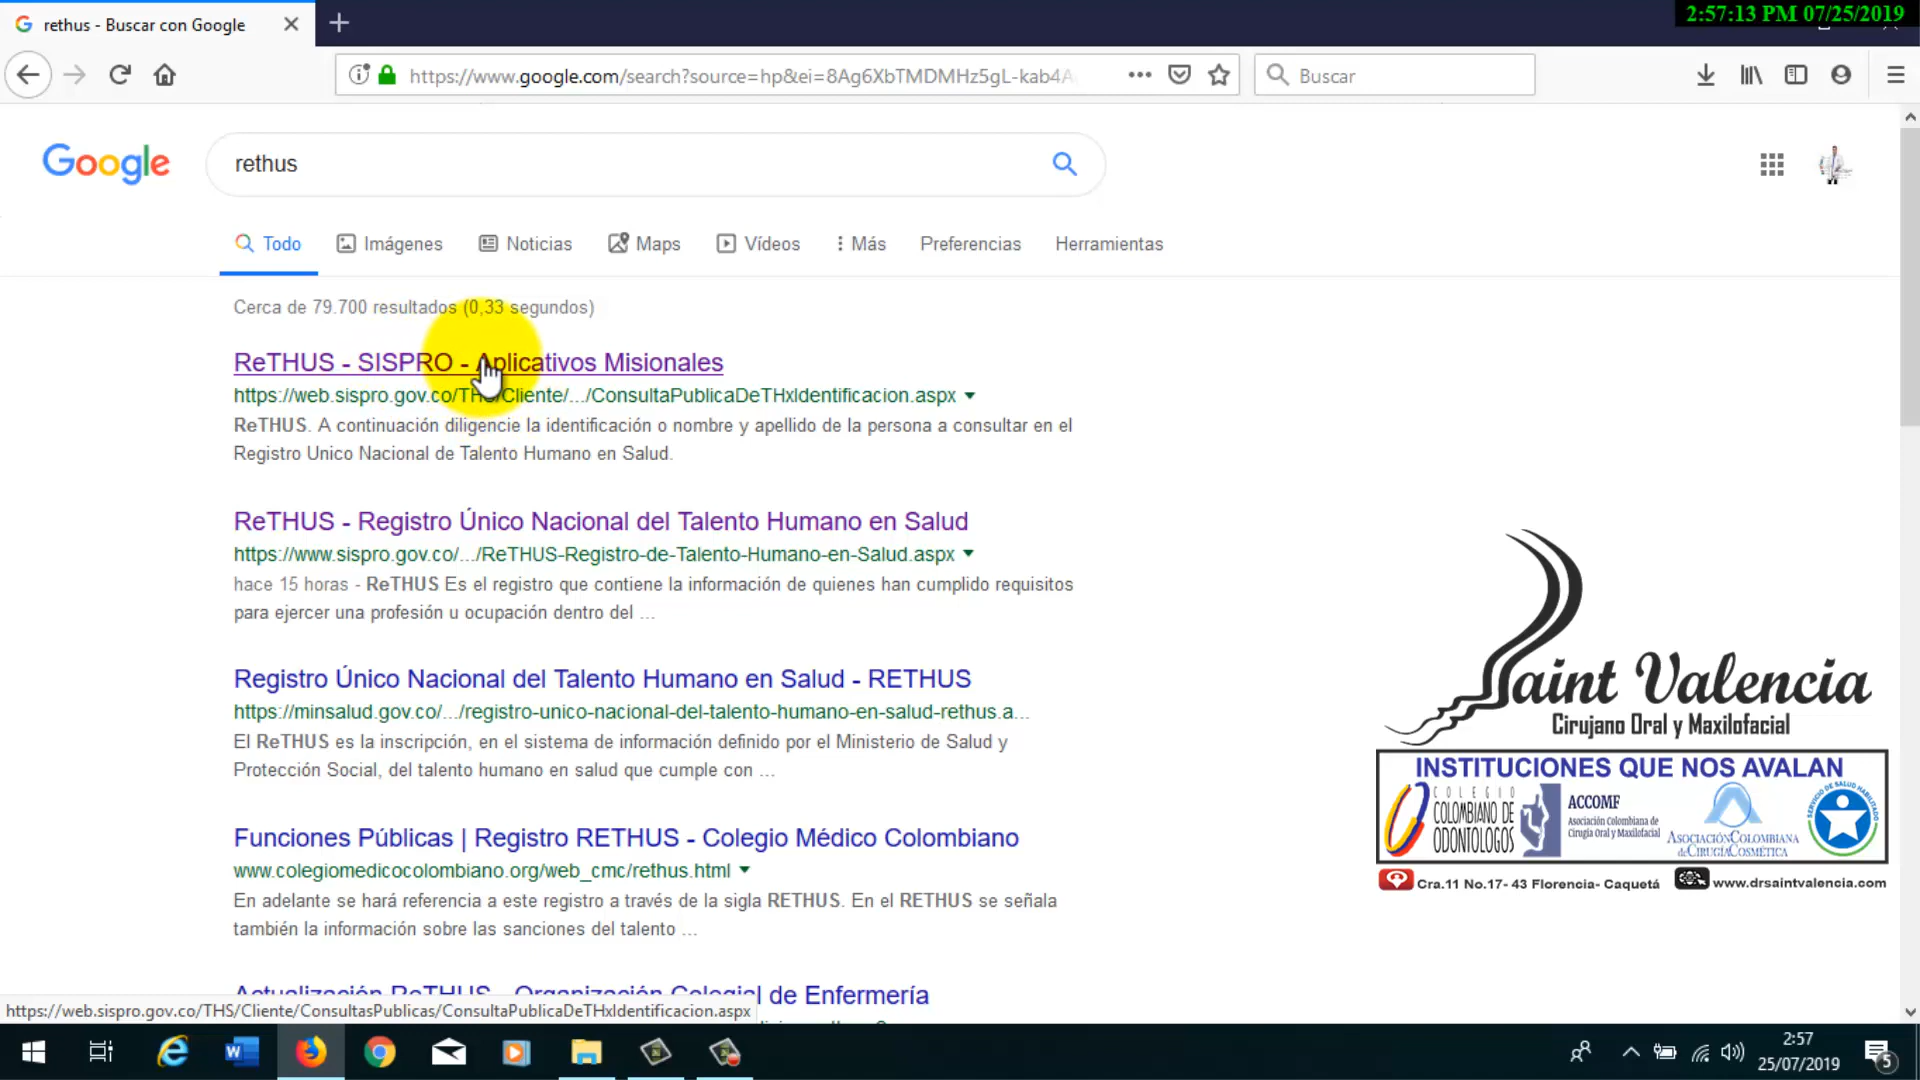 2:57:13 PM 07/25/2019
rethus - Buscar con Google
https://www.google.com/search?source=hp&ei=8Ag6XbTMDMHz5gL-kab4A
Buscar
Google
rethus
Todo
Imágenes
Noticias
Maps
Vídeos
Más
Preferencias
Herramientas
Cerca de 79.700 resultados (0,33 segundos)
ReTHUS - SISPRO - Aplicativos Misionales
https://web.sispro.gov.co/THS/Cliente/.../ConsultaPublicaDeTHxIdentificacion.aspx
ReTHUS. A continuación diligencie la identificación o nombre y apellido de la persona a consultar en el
Registro Unico Nacional de Talento Humano en Salud.
ReTHUS - Registro Único Nacional del Talento Humano en Salud
https://www.sispro.gov.co/.../ReTHUS-Registro-de-Talento-Humano-en-Salud.aspx
hace 15 horas - ReTHUS Es el registro que contiene la información de quienes han cumplido requisitos
para ejercer una profesión u ocupación dentro del ...
Registro Único Nacional del Talento Humano en Salud - RETHUS
https://minsalud.gov.co/.../registro-unico-nacional-del-talento-humano-en-salud-rethus.a...
El ReTHUS es la inscripción, en el sistema de información definido por el Ministerio de Salud y
Protección Social, del talento humano en salud que cumple con ...
Funciones Públicas | Registro RETHUS - Colegio Médico Colombiano
www.colegiomedicocolombiano.org/web_cmc/rethus.html
En adelante se hará referencia a este registro a través de la sigla RETHUS. En el RETHUS se señala
también la información sobre las sanciones del talento ...
Actualización ReTHUS - Organización Colegial de Enfermería
https://web.sispro.gov.co/THS/Cliente/ConsultasPublicas/ConsultaPublicaDeTHxIdentificacion.aspx
Saint Valencia
Cirujano Oral y Maxilofacial
INSTITUCIONES QUE NOS AVALAN
COLEGIO
COLOMBIANO DE
ODONTOLOGOS
ACCOMF
Asociación Colombiana de
Cirugía Oral y Maxilofacial
ASOCIACIÓN COLOMBIANA
de CIRUGÍA COSMÉTICA
SERVICIO DE SALUD HABILITADO
Cra.11 No.17- 43 Florencia- Caquetá
www.drsaintvalencia.com
2:57
25/07/2019
5